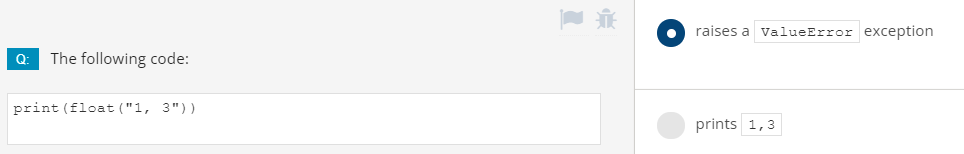 Q: The following code:
print(float("1, 3"))
raises a ValueError exception
prints 1,3